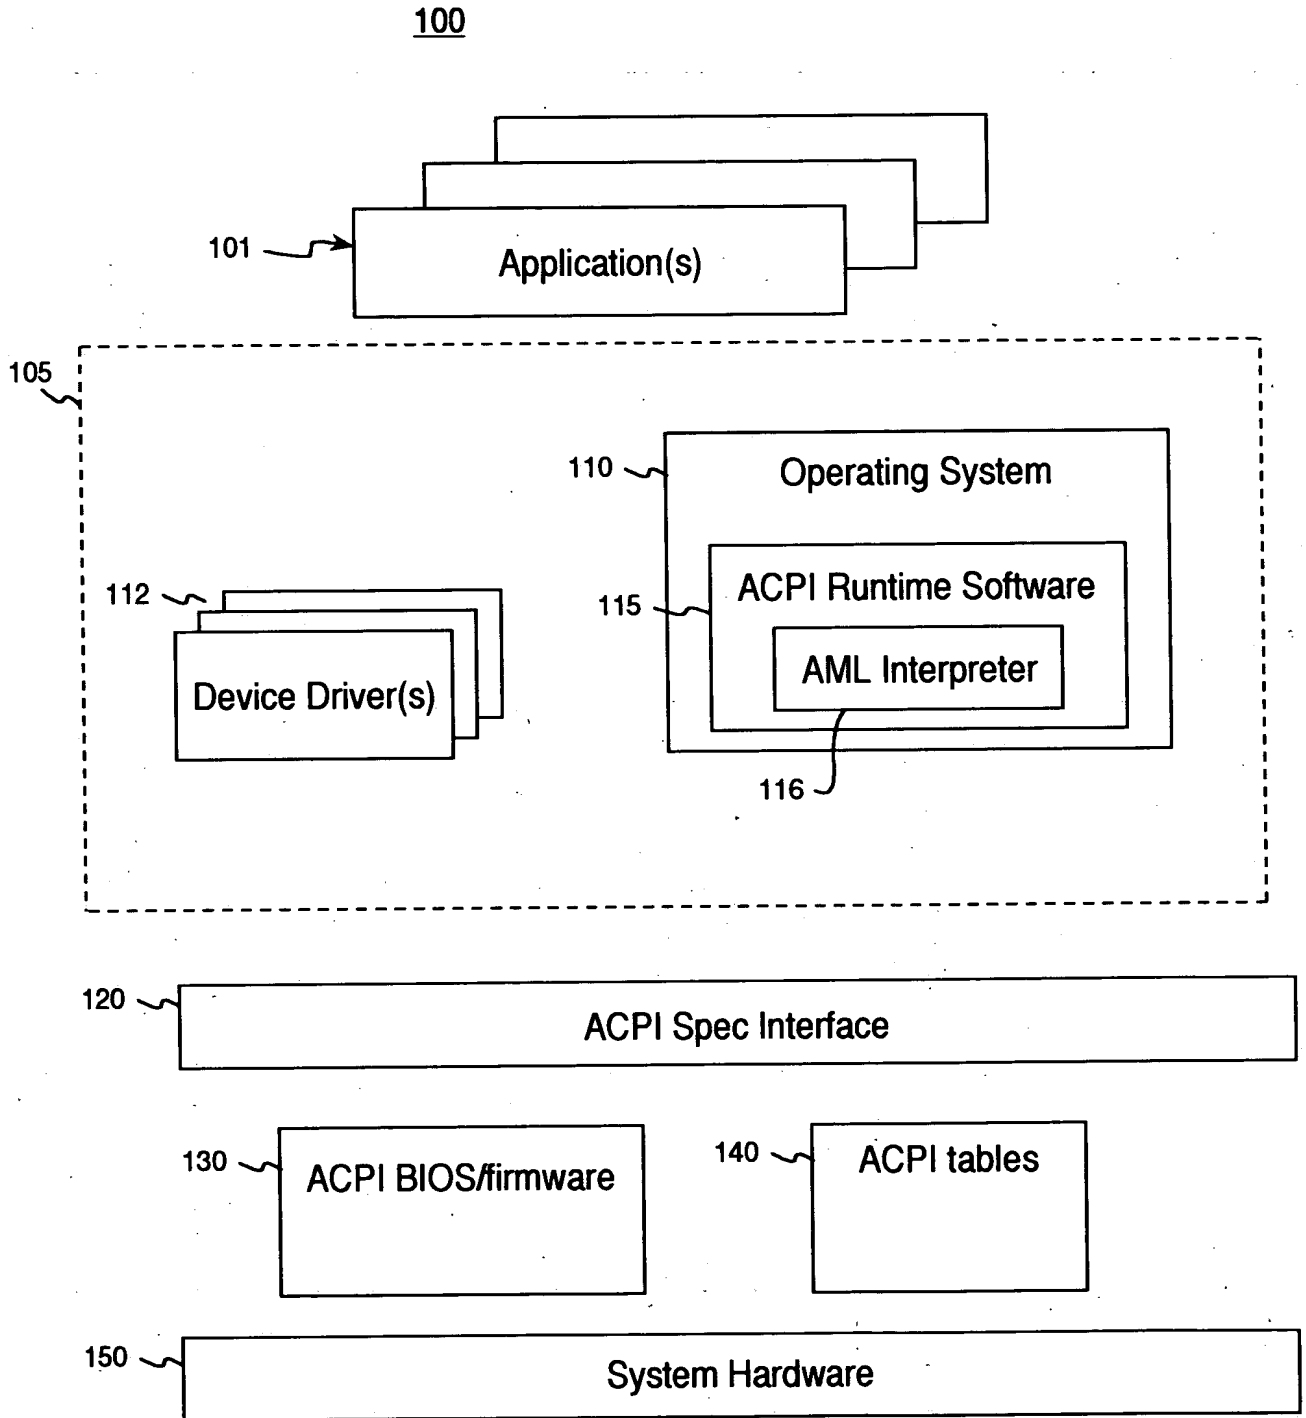 100
101
Application(s)
105
110
Operating System
112
115
ACPI Runtime Software
Device Driver(s)
AML Interpreter
116
120
ACPI Spec Interface
130
ACPI BIOS/firmware
140
ACPI tables
150
System Hardware